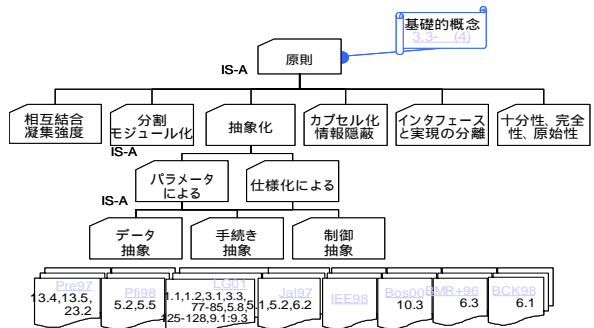 基礎的概念
3.3- (4)
原則
IS-A
相互結合
凝集強度
分割
モジュール化
抽象化
カプセル化
情報隠蔽
インタフェース
と実現の分離
十分性、完全
性、原始性
IS-A
パラメータ
による
仕様化による
IS-A
データ
抽象
手続き
抽象
制御
抽象
Pre97
13.4,13.5,
23.2
Pfl98
5.2,5.5
LG01
1.1,1.2,3.1,3.3,
77-85,5.8,
125-128,9.1:9.3
Jal97
5.1,5.2,6.2
IEE98
Bos00
10.3
BMR+96
6.3
BCK98
6.1